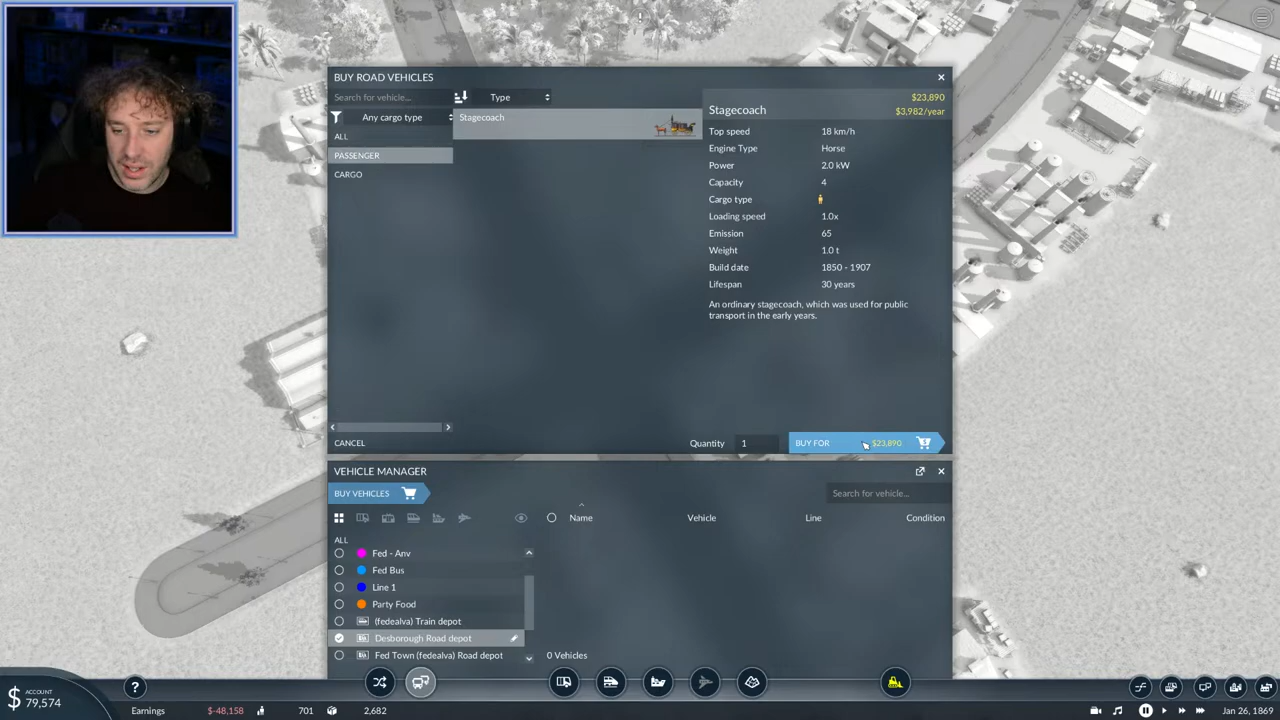 BUY ROAD VEHICLES
Search for vehicle...
Type
Any cargo type
ALL
PASSENGER
CARGO
Stagecoach
$23,890
Stagecoach
$3,982/year
Top speed 18 km/h
Engine Type Horse
Power 2.0 kW
Capacity 4
Cargo type
Loading speed 1.0x
Emission 65
Weight 1.0 t
Build date 1850 - 1907
Lifespan 30 years
An ordinary stagecoach, which was used for public
transport in the early years.
CANCEL
Quantity 1
BUY FOR $23,890
VEHICLE MANAGER
BUY VEHICLES
Search for vehicle...
Name Vehicle Line Condition
ALL
Fed - Anv
Fed Bus
Line 1
Party Food
(fedealva) Train depot
Desborough Road depot
Fed Town (fedealva) Road depot
0 Vehicles
ACCOUNT
$ 79,574
?
Earnings $-48,158 701 2,682
Jan 26, 1869